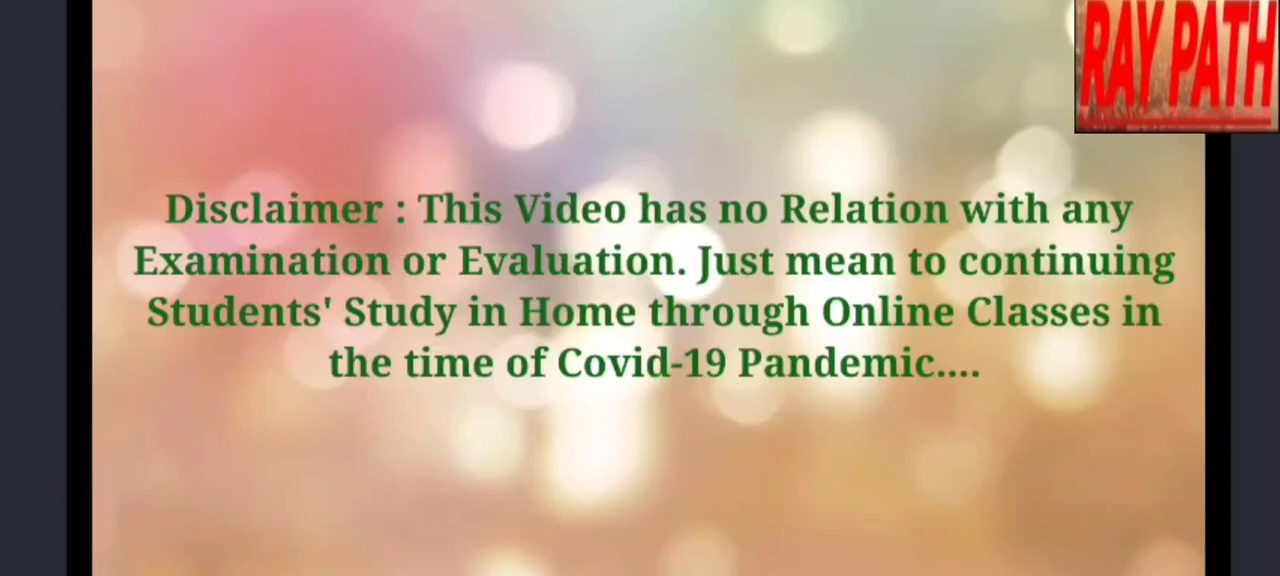 RAY PATH
Disclaimer : This Video has no Relation with any
Examination or Evaluation. Just mean to continuing
Students' Study in Home through Online Classes in
the time of Covid-19 Pandemic....